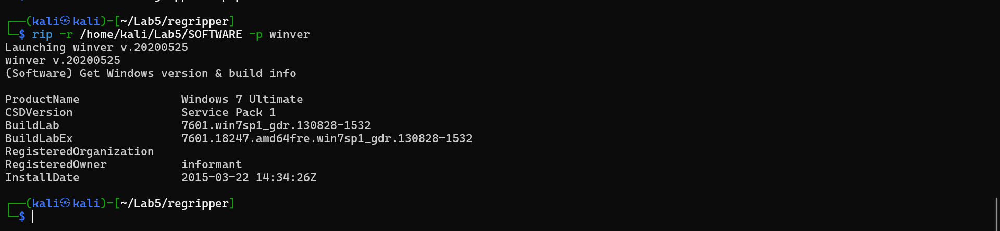 ┌──(kali㉿kali)-[~/Lab5/regripper]
└─$ rip -r /home/kali/Lab5/SOFTWARE -p winver
Launching winver v.20200525
winver v.20200525
(Software) Get Windows version & build info
ProductName                    Windows 7 Ultimate
CSDVersion                     Service Pack 1
BuildLab                       7601.win7sp1_gdr.130828-1532
BuildLabEx                     7601.18247.amd64fre.win7sp1_gdr.130828-1532
RegisteredOrganization
RegisteredOwner                informant
InstallDate                    2015-03-22 14:34:26Z
┌──(kali㉿kali)-[~/Lab5/regripper]
└─$